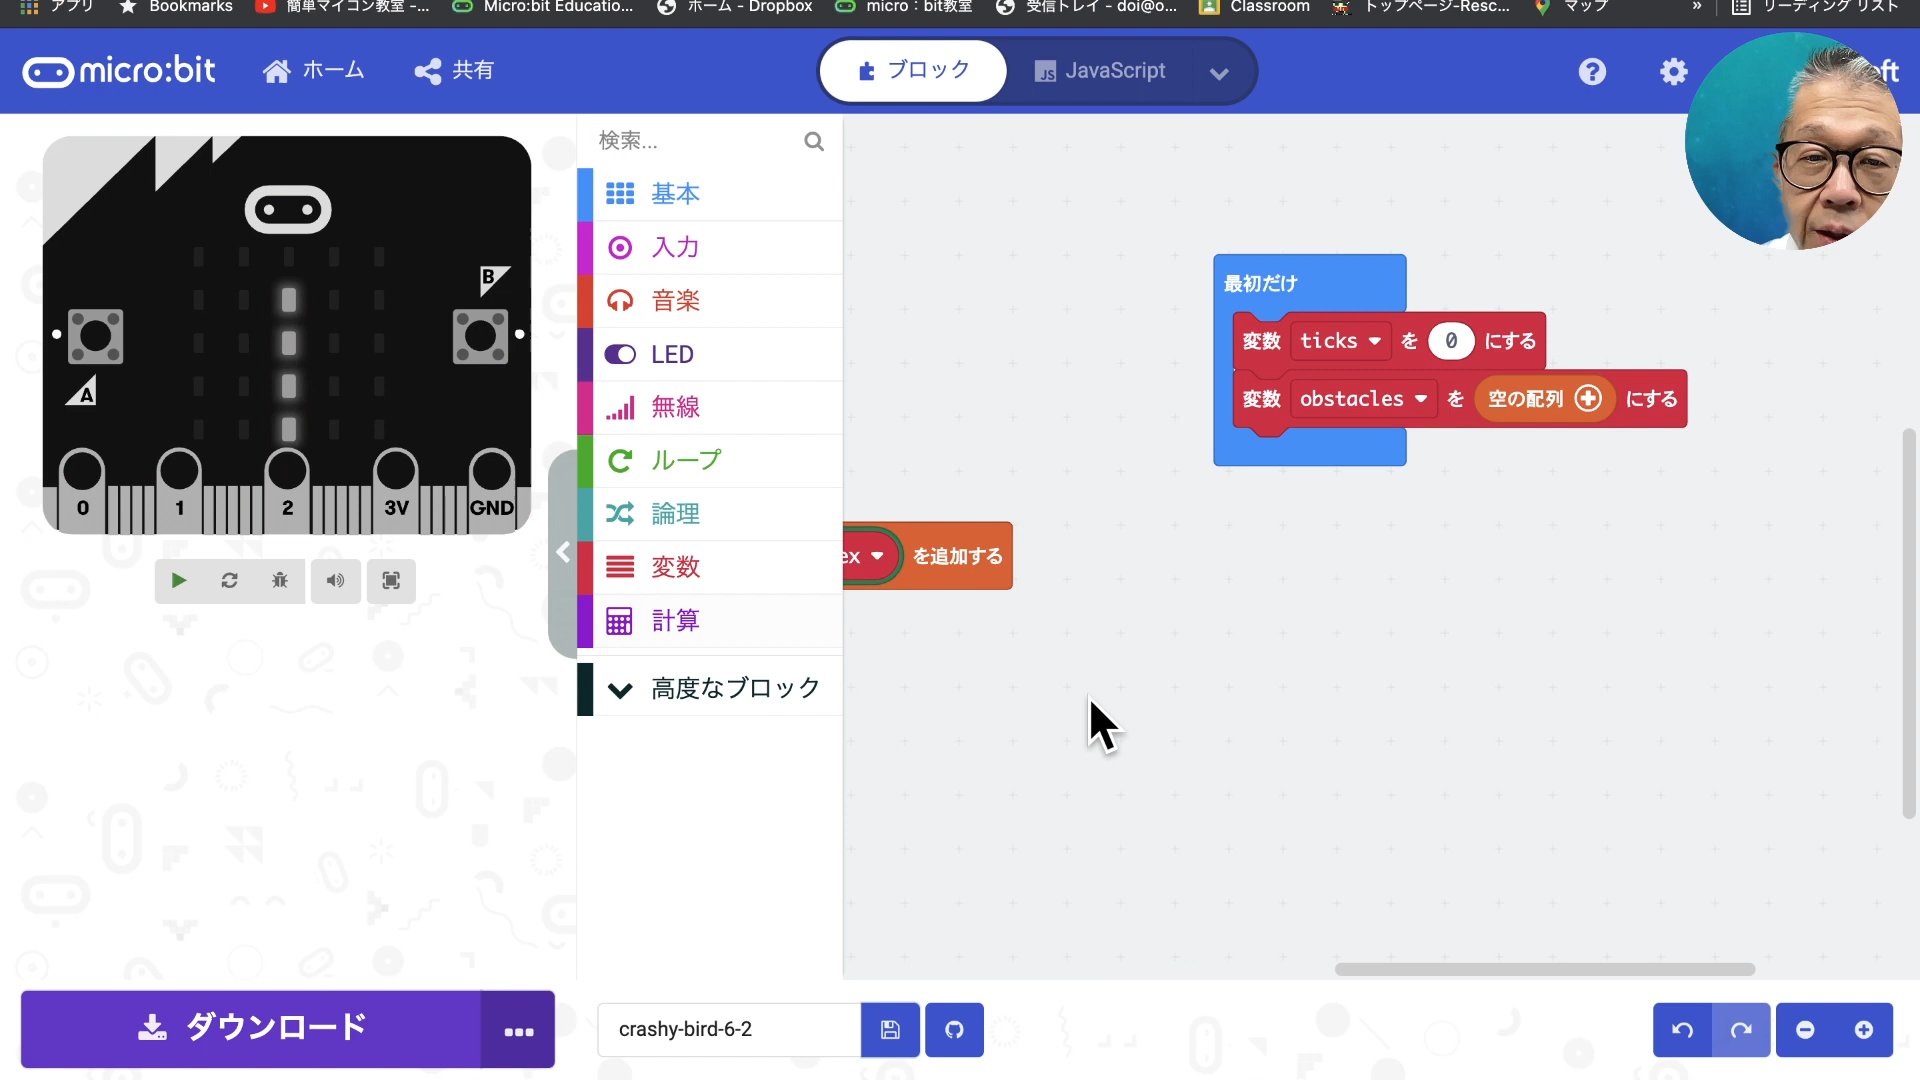 アプリ Bookmarks 簡単マイコン教室 -... Micro:bit Educatio... ホーム - Dropbox micro：bit教室 受信トレイ - doi@o... Classroom トップページ-Resc... マップ » リーディングリスト
micro:bit ホーム 共有 ブロック JS JavaScript ? ft
検索...
基本
入力
音楽
LED
無線
ループ
論理
変数
計算
高度なブロック
B
A
0 1 2 3V GND
最初だけ
変数 ticks を 0 にする
変数 obstacles を 空の配列 にする
ex を追加する
ダウンロード ... crashy-bird-6-2